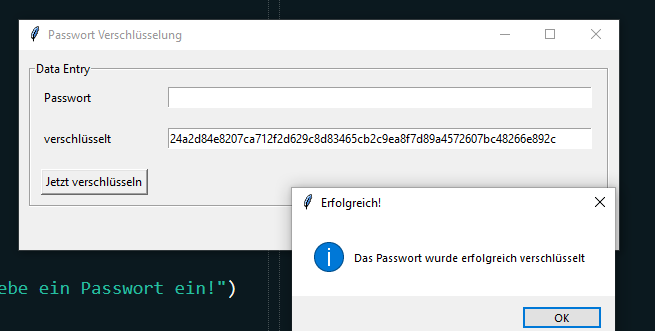 Passwort Verschlüsselung
Data Entry
Passwort
verschlüsselt 24a2d84e8207ca712f2d629c8d83465cb2c9ea8f7d89a4572607bc48266e892c
Jetzt verschlüsseln
Erfolgreich!
Das Passwort wurde erfolgreich verschlüsselt
ebe ein Passwort ein!")
OK